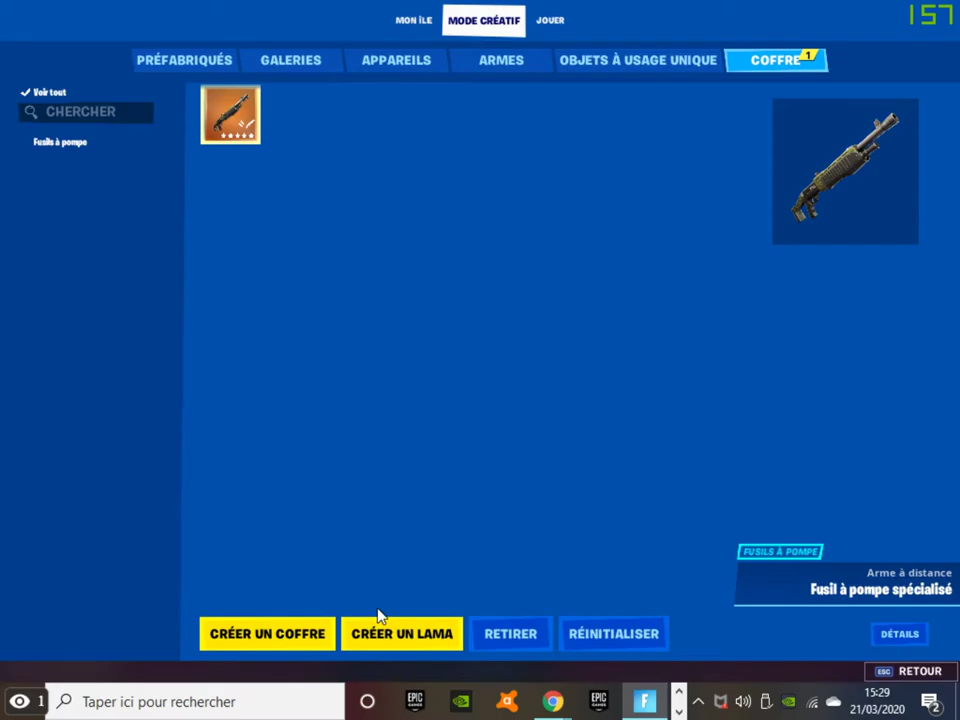 MON ÎLE
MODE CRÉATIF
JOUER
157
PRÉFABRIQUÉS
GALERIES
APPAREILS
ARMES
OBJETS À USAGE UNIQUE
COFFRE
1
Voir tout
CHERCHER
Fusils à pompe
FUSILS À POMPE
Arme à distance
Fusil à pompe spécialisé
CRÉER UN COFFRE
CRÉER UN LAMA
RETIRER
RÉINITIALISER
DÉTAILS
ESC RETOUR
1
Taper ici pour rechercher
EPIC GAMES
EPIC GAMES
F
15:29
21/03/2020
2